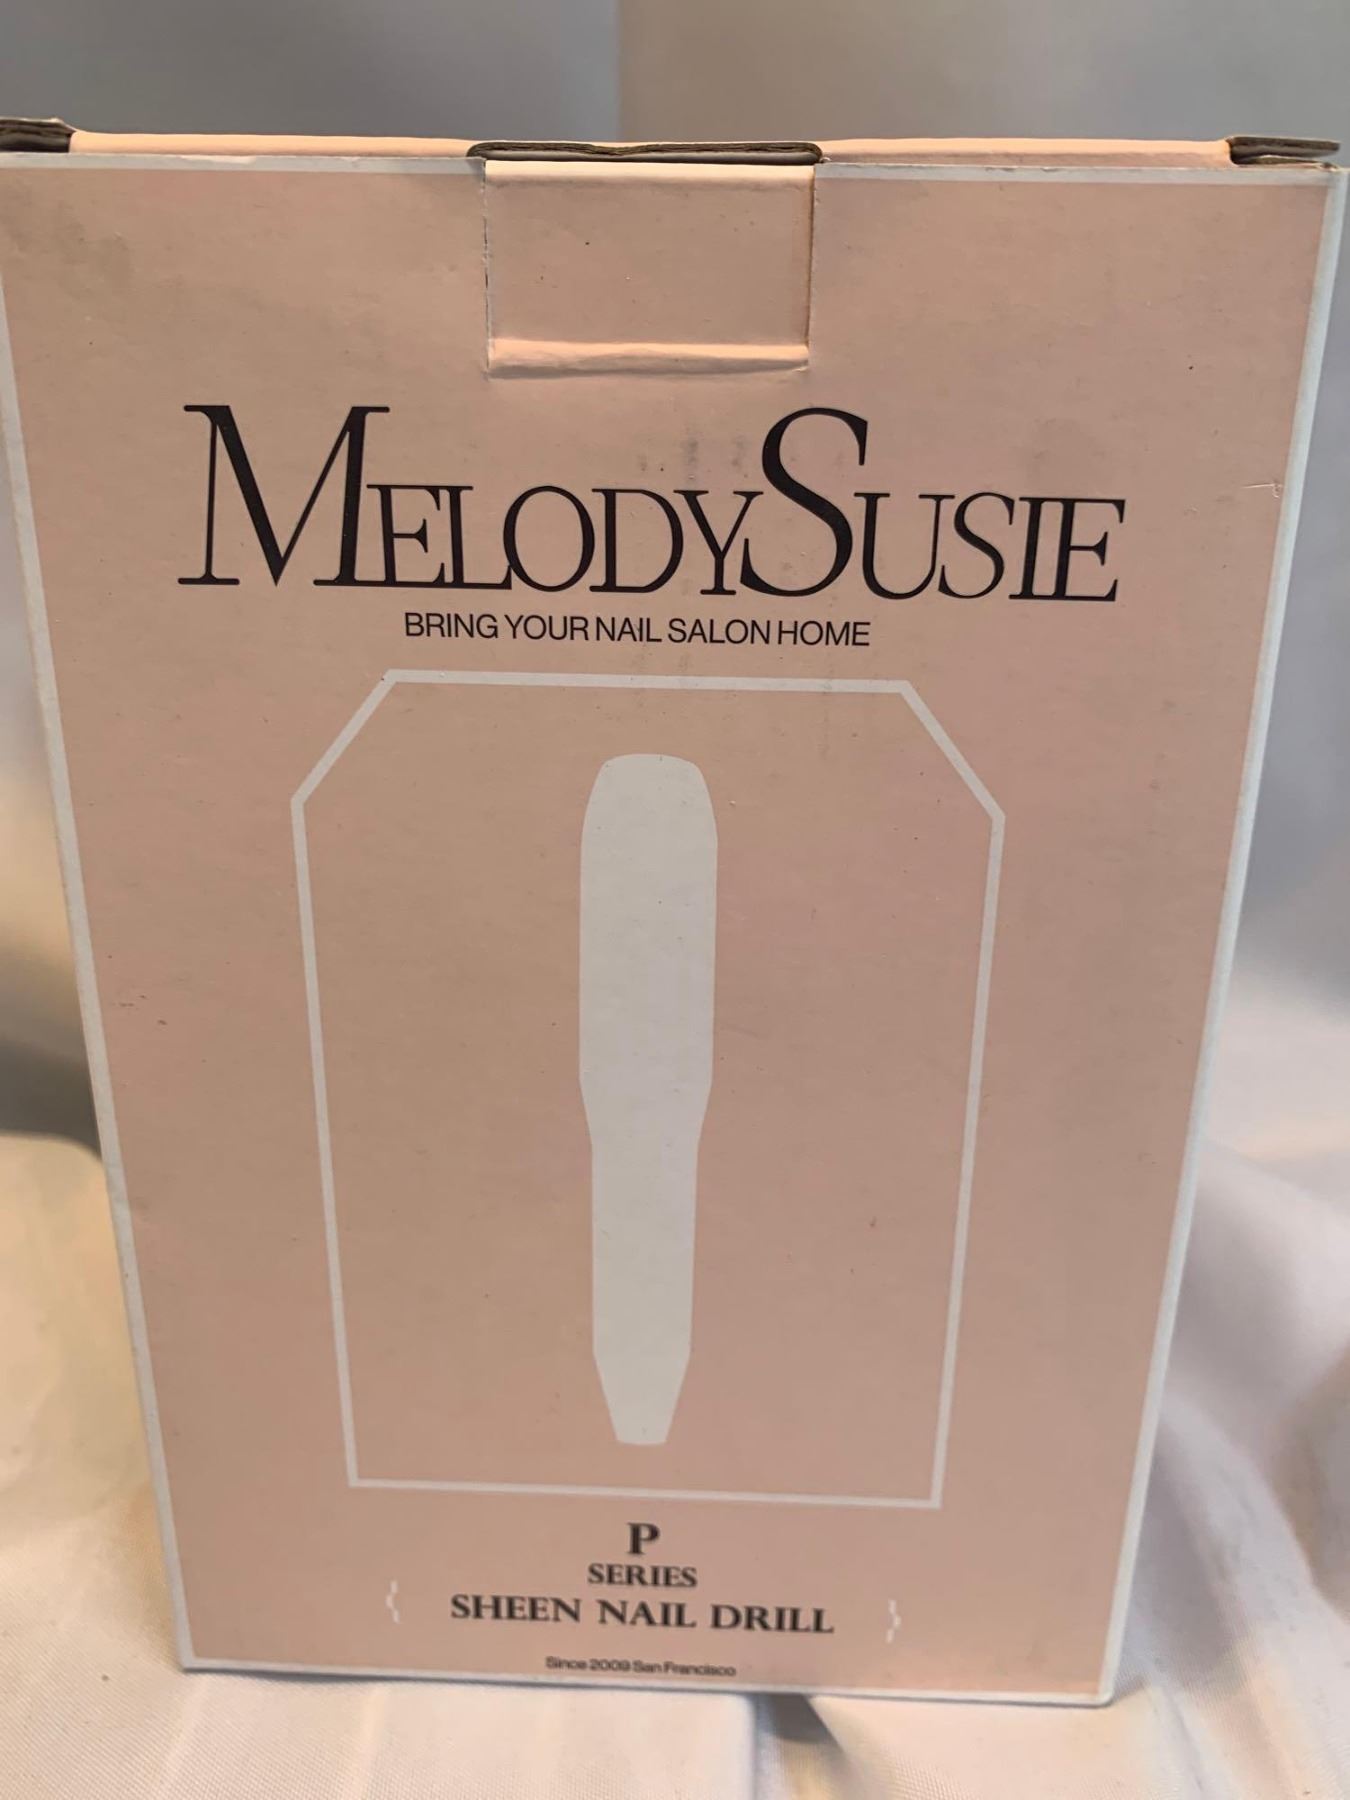 MELODYSUSIE
BRING YOUR NAIL SALON HOME
P
SERIES
SHEEN NAIL DRILL
Since 2009 San Francisco